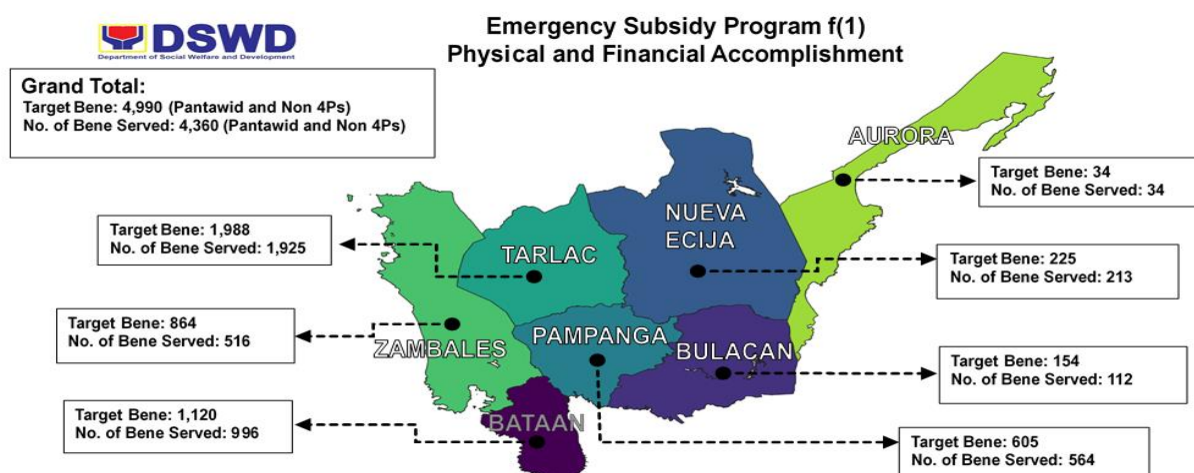 DSWD
Department of Social Welfare and Development
Emergency Subsidy Program f(1)
Physical and Financial Accomplishment
Grand Total:
Target Bene: 4,990 (Pantawid and Non 4Ps)
No. of Bene Served: 4,360 (Pantawid and Non 4Ps)
AURORA
Target Bene: 34
No. of Bene Served: 34
NUEVA
ECIJA
Target Bene: 1,988
No. of Bene Served: 1,925
TARLAC
Target Bene: 225
No. of Bene Served: 213
Target Bene: 864
No. of Bene Served: 516
ZAMBALES
PAMPANGA
BULACAN
Target Bene: 154
No. of Bene Served: 112
Target Bene: 1,120
No. of Bene Served: 996
BATAAN
Target Bene: 605
No. of Bene Served: 564